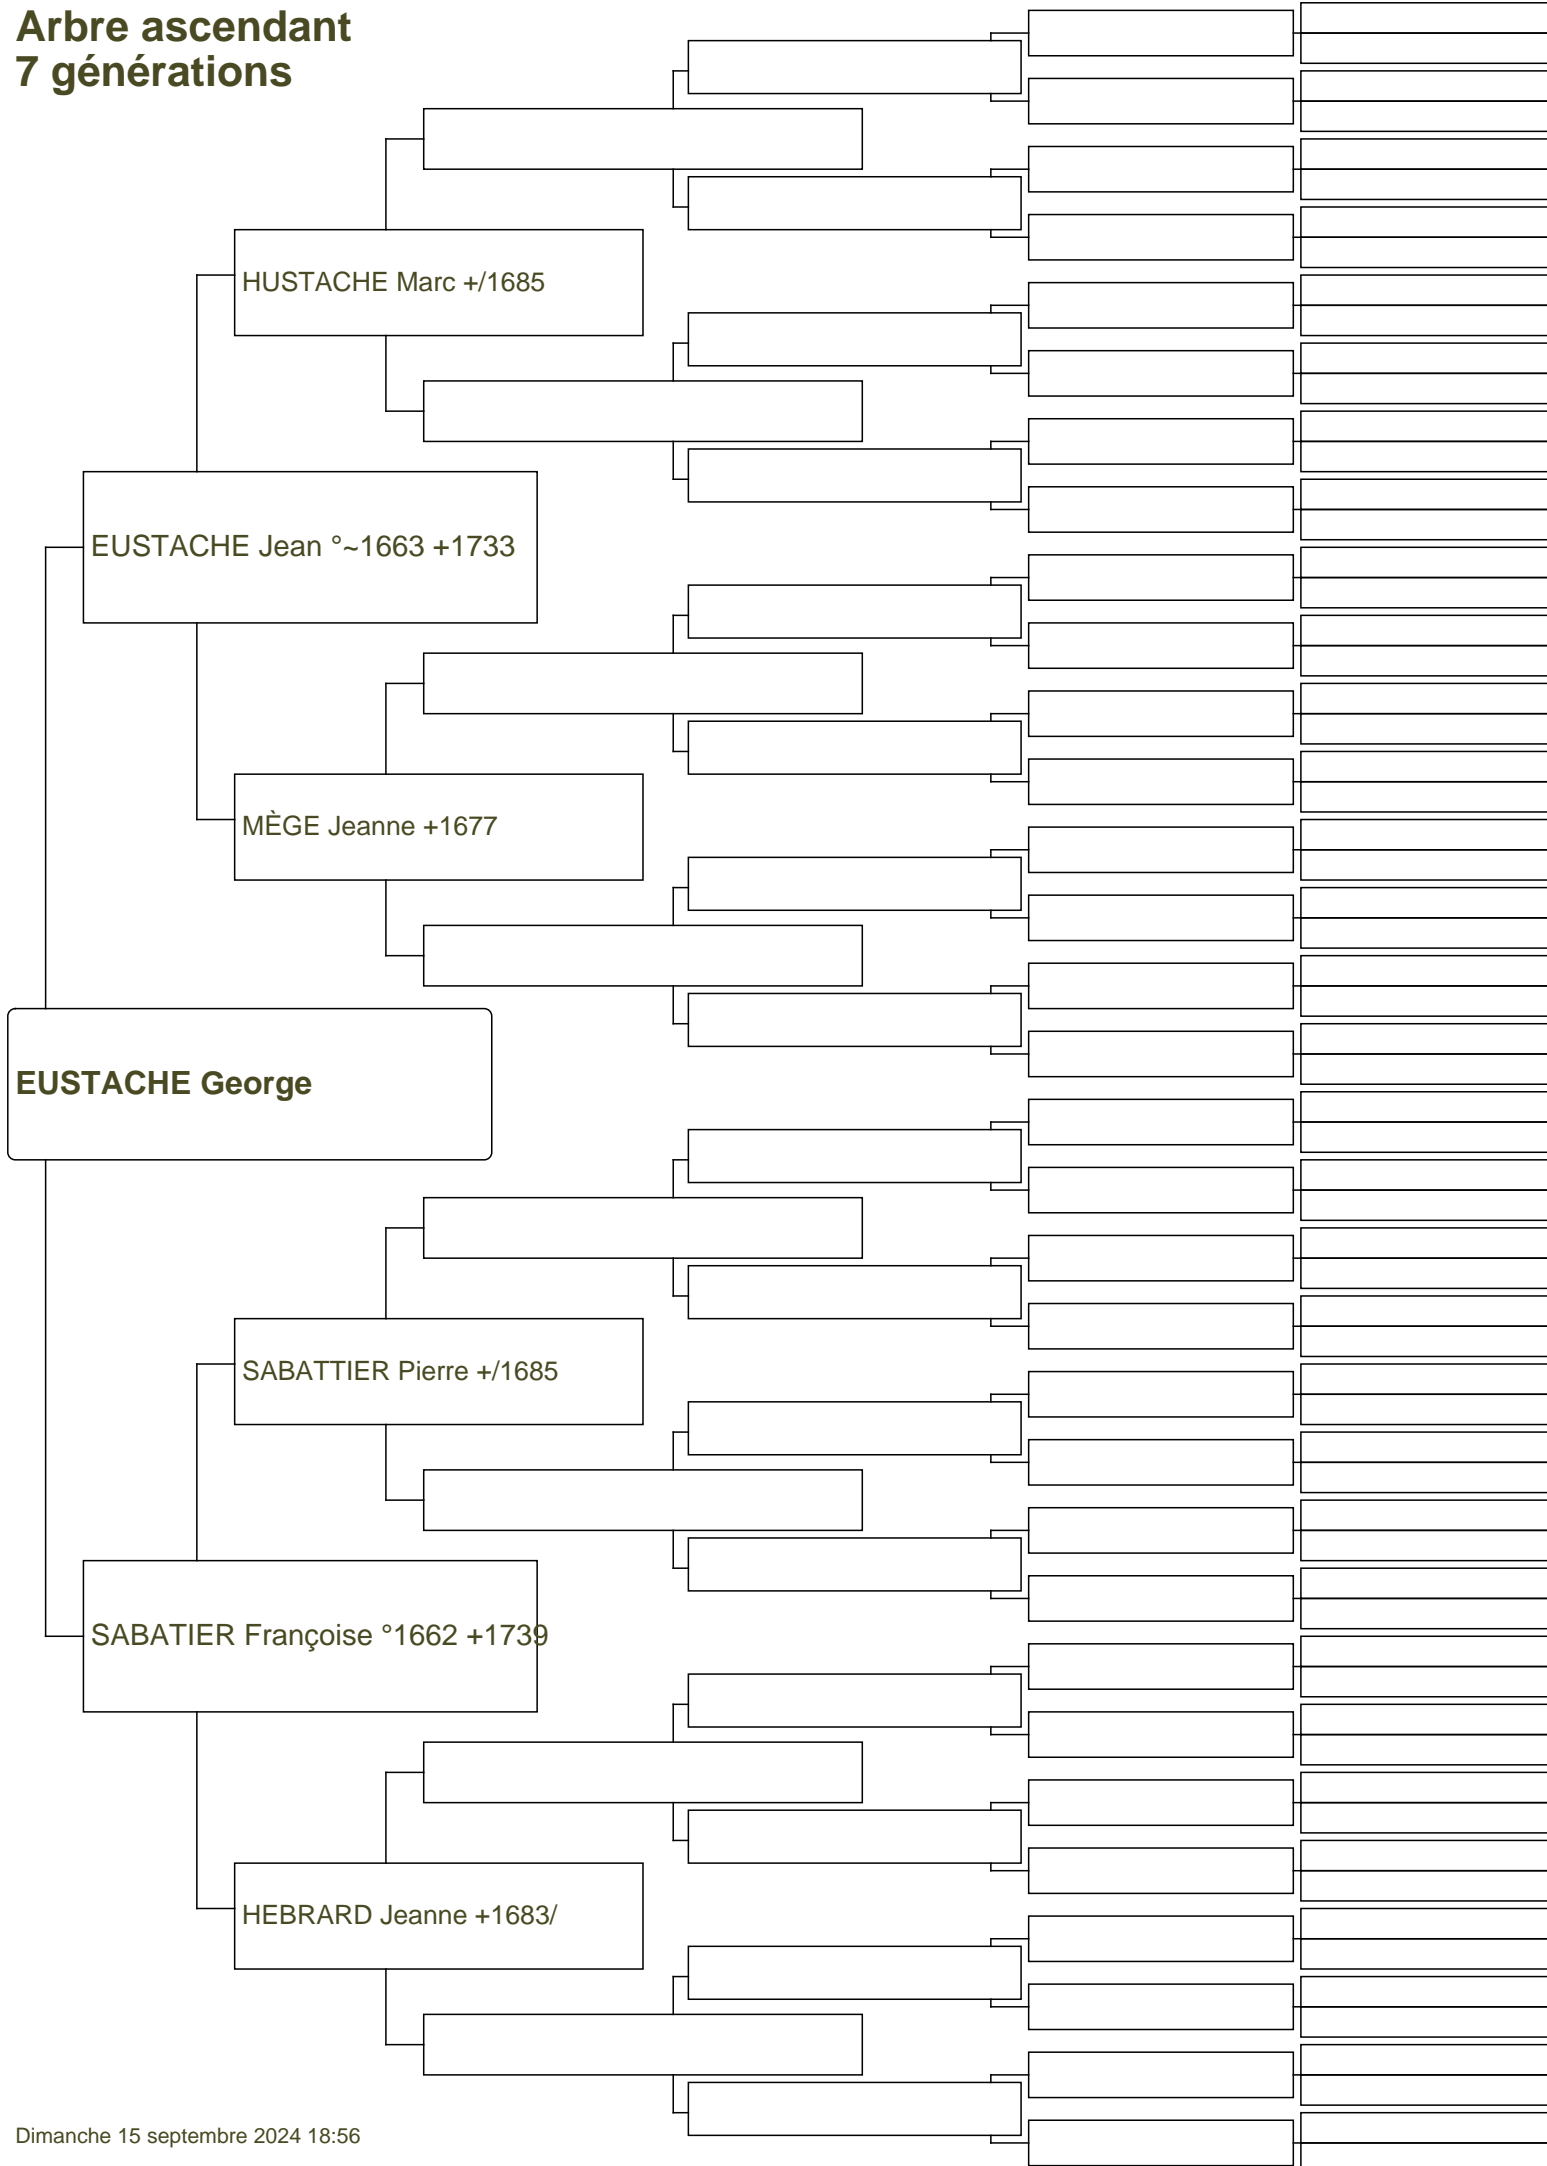 Arbre ascendant
7 générations
HUSTACHE Marc +/1685
EUSTACHE Jean °~1663 +1733
MÈGE Jeanne +1677
EUSTACHE George
SABATTIER Pierre +/1685
SABATIER Françoise °1662 +1739
HEBRARD Jeanne +1683/
Dimanche 15 septembre 2024 18:56